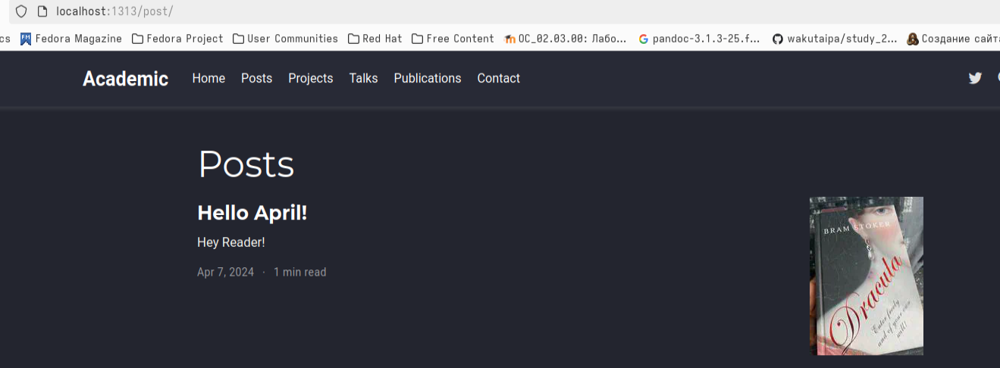 localhost:1313/post/
cs Fedora Magazine Fedora Project User Communities Red Hat Free Content OC_02.03.00: Лабо... pandoc-3.1.3-25.f... wakutaipa/study_2... Создание сайт
Academic Home Posts Projects Talks Publications Contact
Posts
Hello April!
Hey Reader!
Apr 7, 2024 · 1 min read
BRAM STOKER
Dracula
Enter freely
and of your own
will!